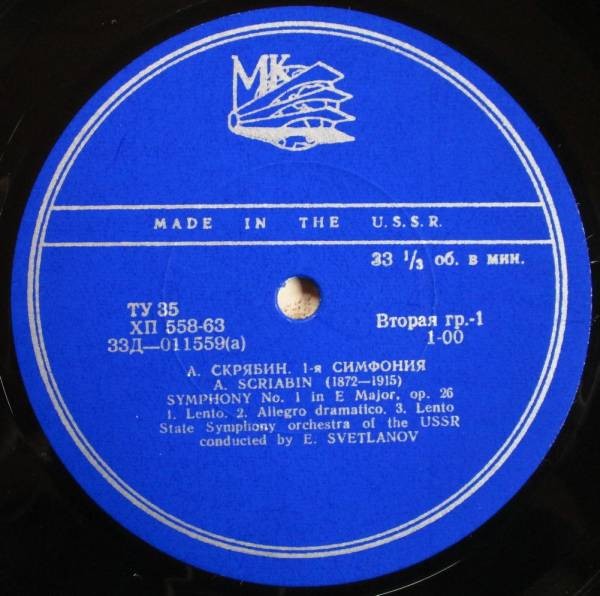 МК
MADE IN THE U.S.S.R.
33 1/3 об. в мин.
ТУ 35
ХП 558-63
33Д—011559(а)
Вторая гр.-1
1-00
А. СКРЯБИН. 1-я СИМФОНИЯ
A. SCRIABIN (1872—1915)
SYMPHONY No. 1 in E Major, op. 26
1. Lento. 2. Allegro dramatico. 3. Lento
State Symphony orchestra of the USSR
conducted by E. SVETLANOV